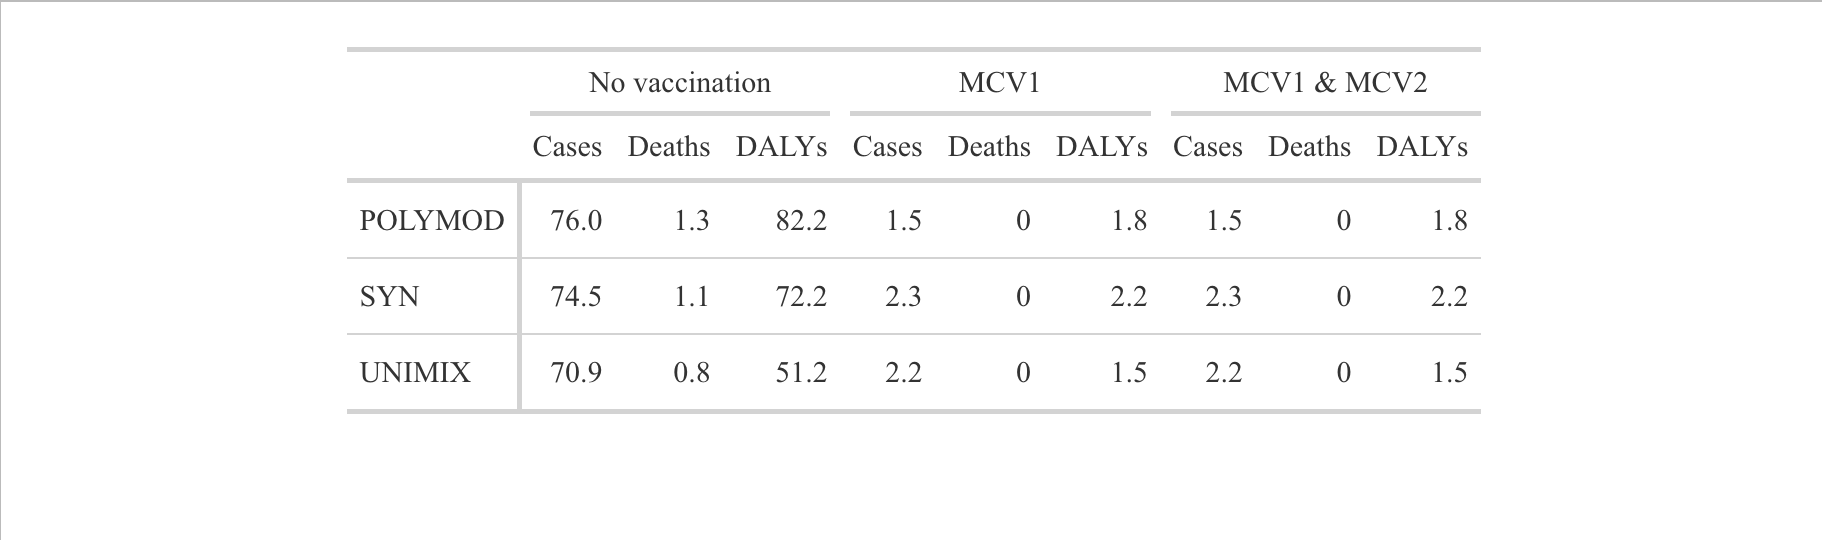 No vaccination MCV1 MCV1 & MCV2
Cases Deaths DALYs Cases Deaths DALYs Cases Deaths DALYs
POLYMOD 76.0 1.3 82.2 1.5 0 1.8 1.5 0 1.8
SYN 74.5 1.1 72.2 2.3 0 2.2 2.3 0 2.2
UNIMIX 70.9 0.8 51.2 2.2 0 1.5 2.2 0 1.5